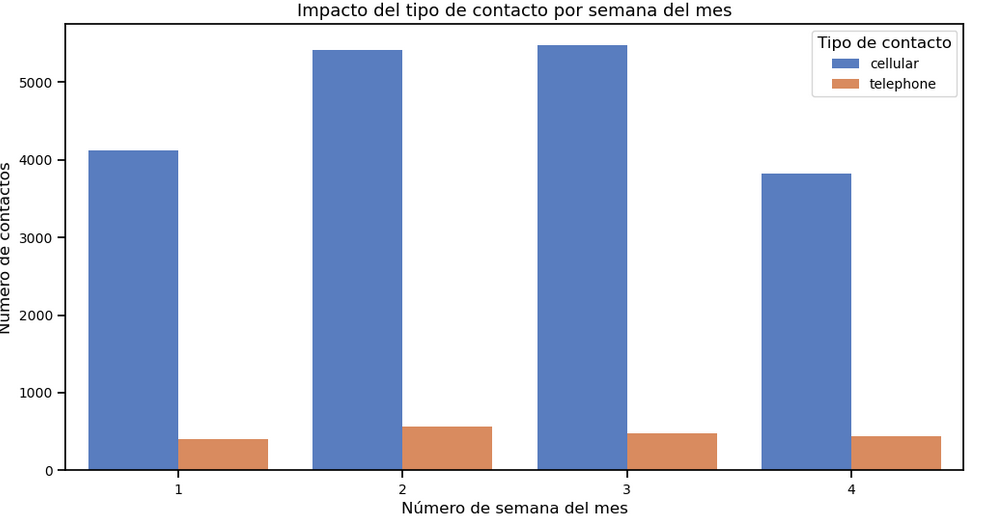 Impacto del tipo de contacto por semana del mes
Tipo de contacto
cellular
telephone
Número de contactos
5000
4000
3000
2000
1000
0
1 2 3 4
Número de semana del mes